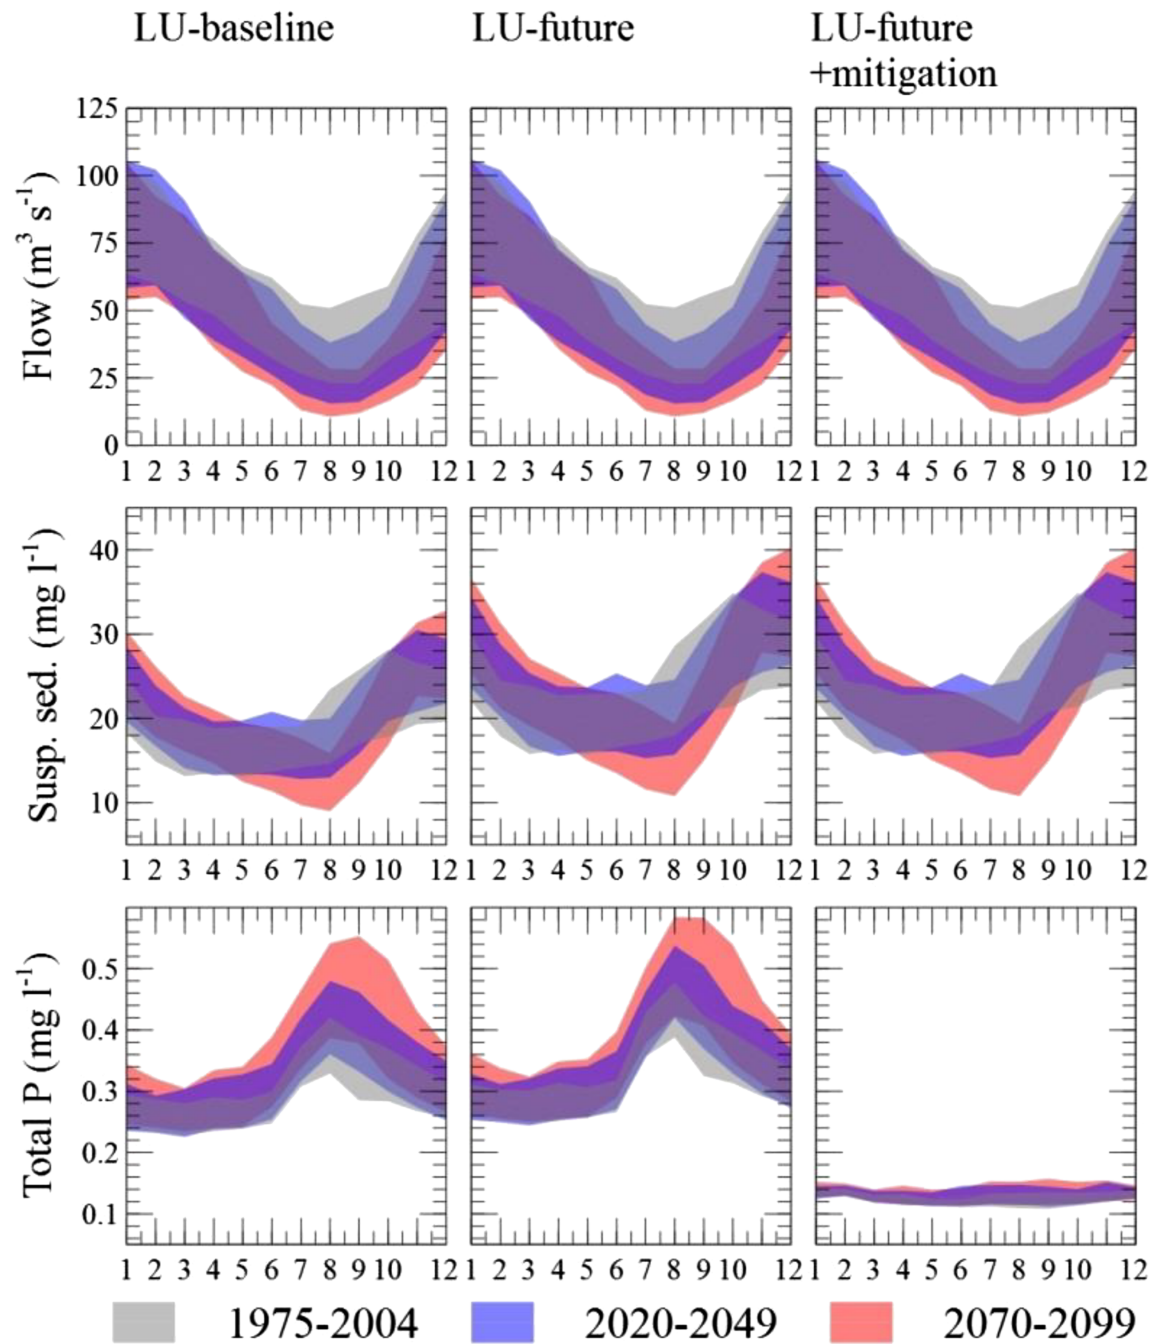 LU-baseline LU-future LU-future
+mitigation
Flow (m³ s⁻¹)
125
100
75
50
25
0
1 2 3 4 5 6 7 8 9 10 12 1 2 3 4 5 6 7 8 9 10 12 1 2 3 4 5 6 7 8 9 10 12
Susp. sed. (mg l⁻¹)
40
30
20
10
1 2 3 4 5 6 7 8 9 10 12 1 2 3 4 5 6 7 8 9 10 12 1 2 3 4 5 6 7 8 9 10 12
Total P (mg l⁻¹)
0.5
0.4
0.3
0.2
0.1
1 2 3 4 5 6 7 8 9 10 12 1 2 3 4 5 6 7 8 9 10 12 1 2 3 4 5 6 7 8 9 10 12
1975-2004 2020-2049 2070-2099